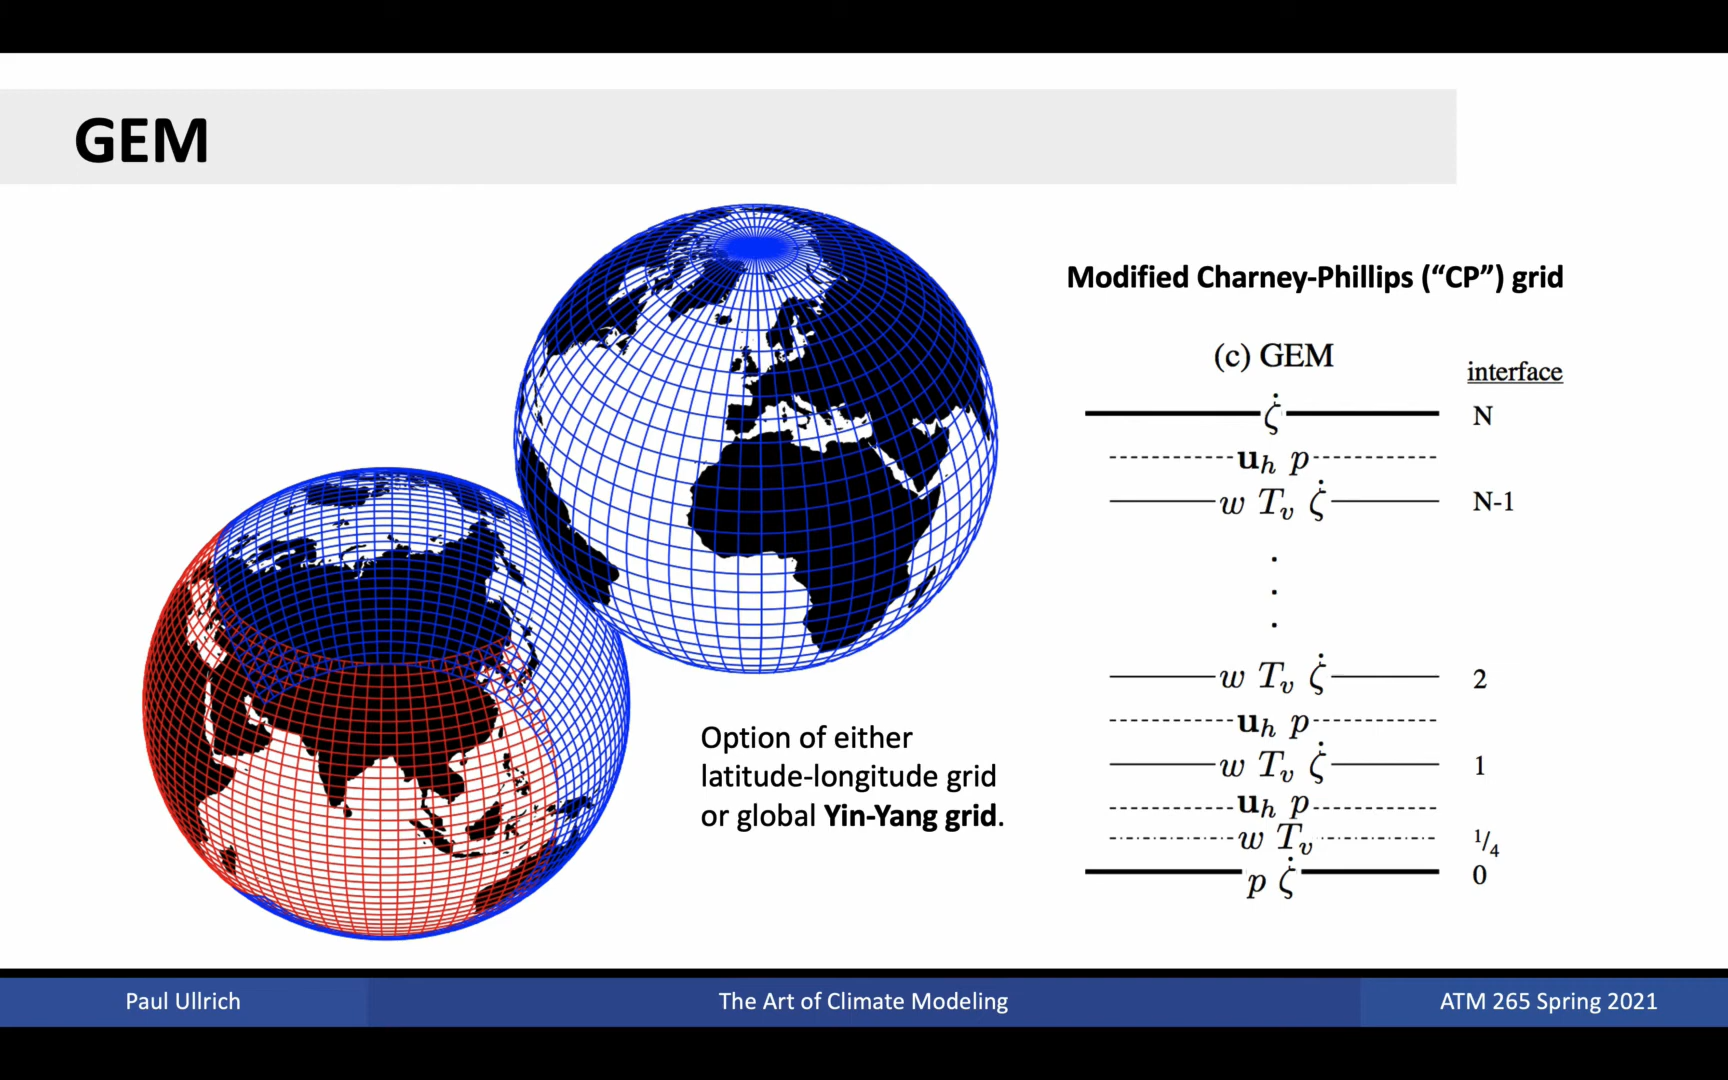 GEM
Modified Charney-Phillips (“CP”) grid
(c) GEM
interface
ζ̇ N
u_h p
w T_v ζ̇ N-1
.
.
.
w T_v ζ̇ 2
u_h p
w T_v ζ̇ 1
u_h p
w T_v 1/4
p ζ̇ 0
Option of either
latitude-longitude grid
or global Yin-Yang grid.
Paul Ullrich
The Art of Climate Modeling
ATM 265 Spring 2021